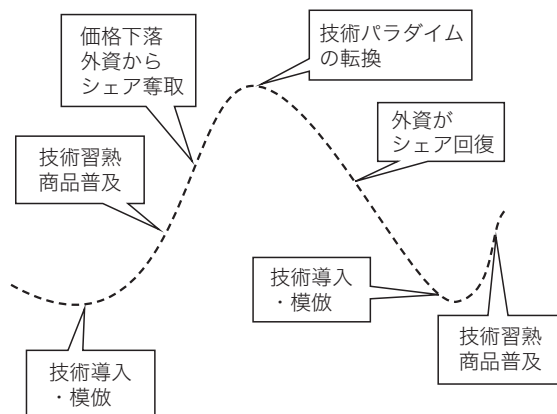 価格下落
外資から
シェア奪取
技術パラダイム
の転換
外資が
シェア回復
技術習熟
商品普及
技術導入
・模倣
技術導入
・模倣
技術習熟
商品普及